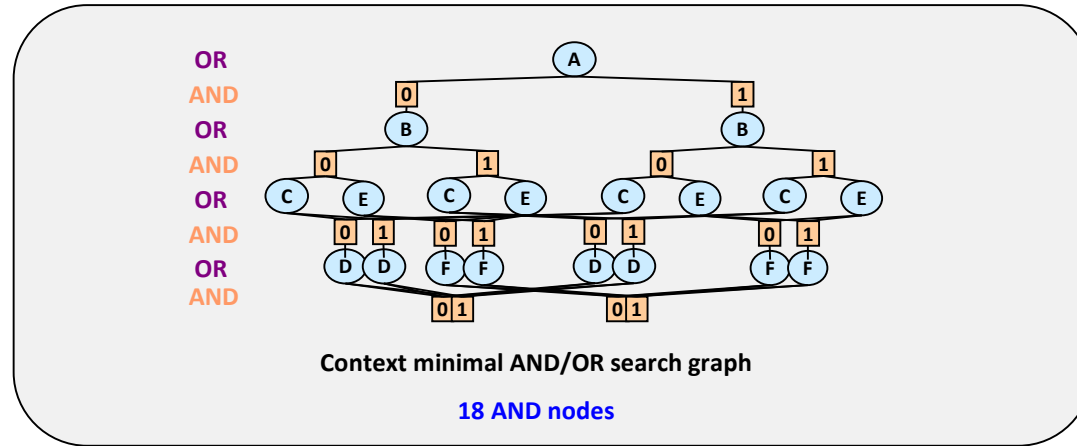 OR A
AND 0 1
OR B B
AND 0 1 0 1
OR C E C E C E C E
AND 0 1 0 1 0 1 0 1
OR D D F F D D F F
AND 0 1 0 1
Context minimal AND/OR search graph
18 AND nodes